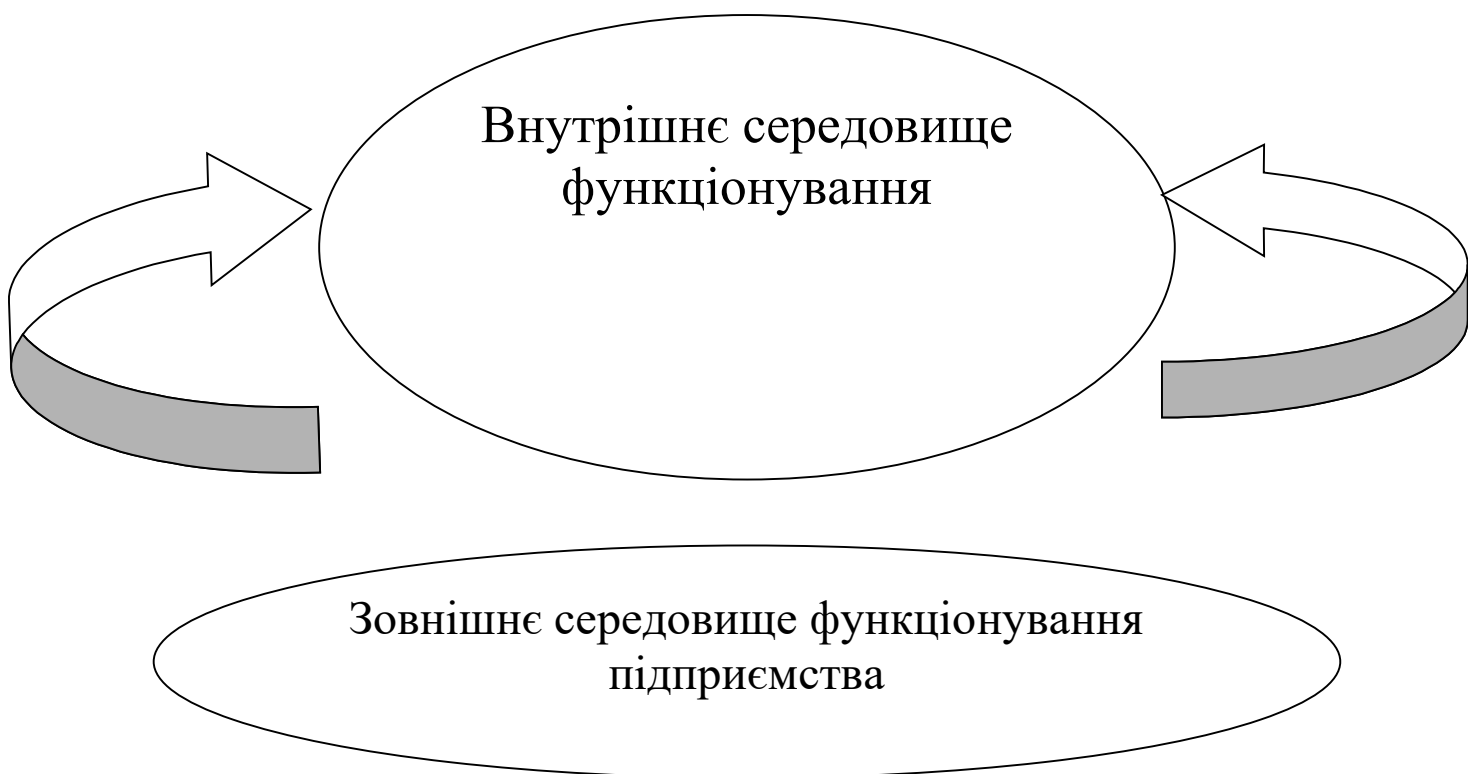 Внутрішнє середовище
функціонування
Зовнішнє середовище функціонування
підприємства